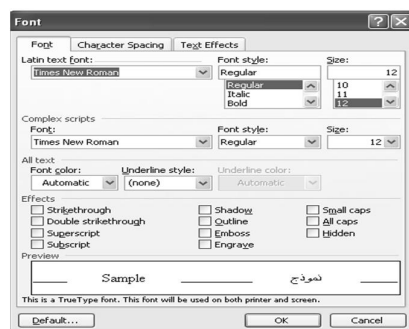 Font
Font Character Spacing Text Effects
Latin text font: Font style: Size:
Times New Roman Regular 12
Regular 10
Italic 11
Bold 12
Complex scripts
Font: Font style: Size:
Times New Roman Regular 12
All text
Font color: Underline style: Underline color:
Automatic (none) Automatic
Effects
Strikethrough Shadow Small caps
Double strikethrough Outline All caps
Superscript Emboss Hidden
Subscript Engrave
Preview
Sample نموذج
This is a TrueType font. This font will be used on both printer and screen.
Default... OK Cancel